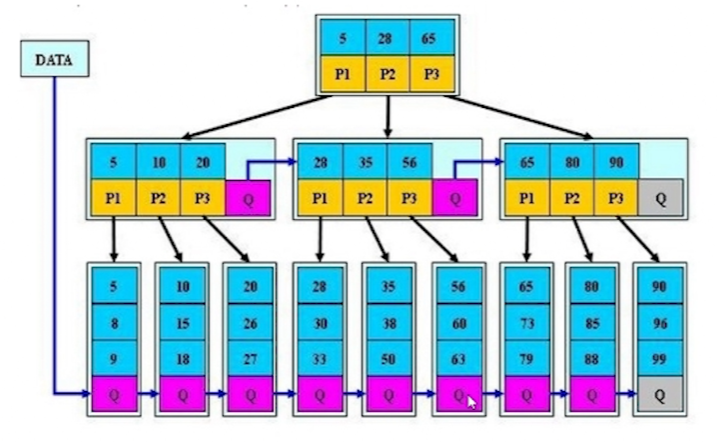 5 28 65
DATA
P1 P2 P3
5 10 20
28 35 56
65 80 90
P1 P2 P3 Q
P1 P2 P3 Q
P1 P2 P3 Q
5 10 20 28 35 56 65 80 90
8 15 26 30 38 60 73 85 96
9 18 27 33 50 63 79 88 99
Q Q Q Q Q Q Q Q Q